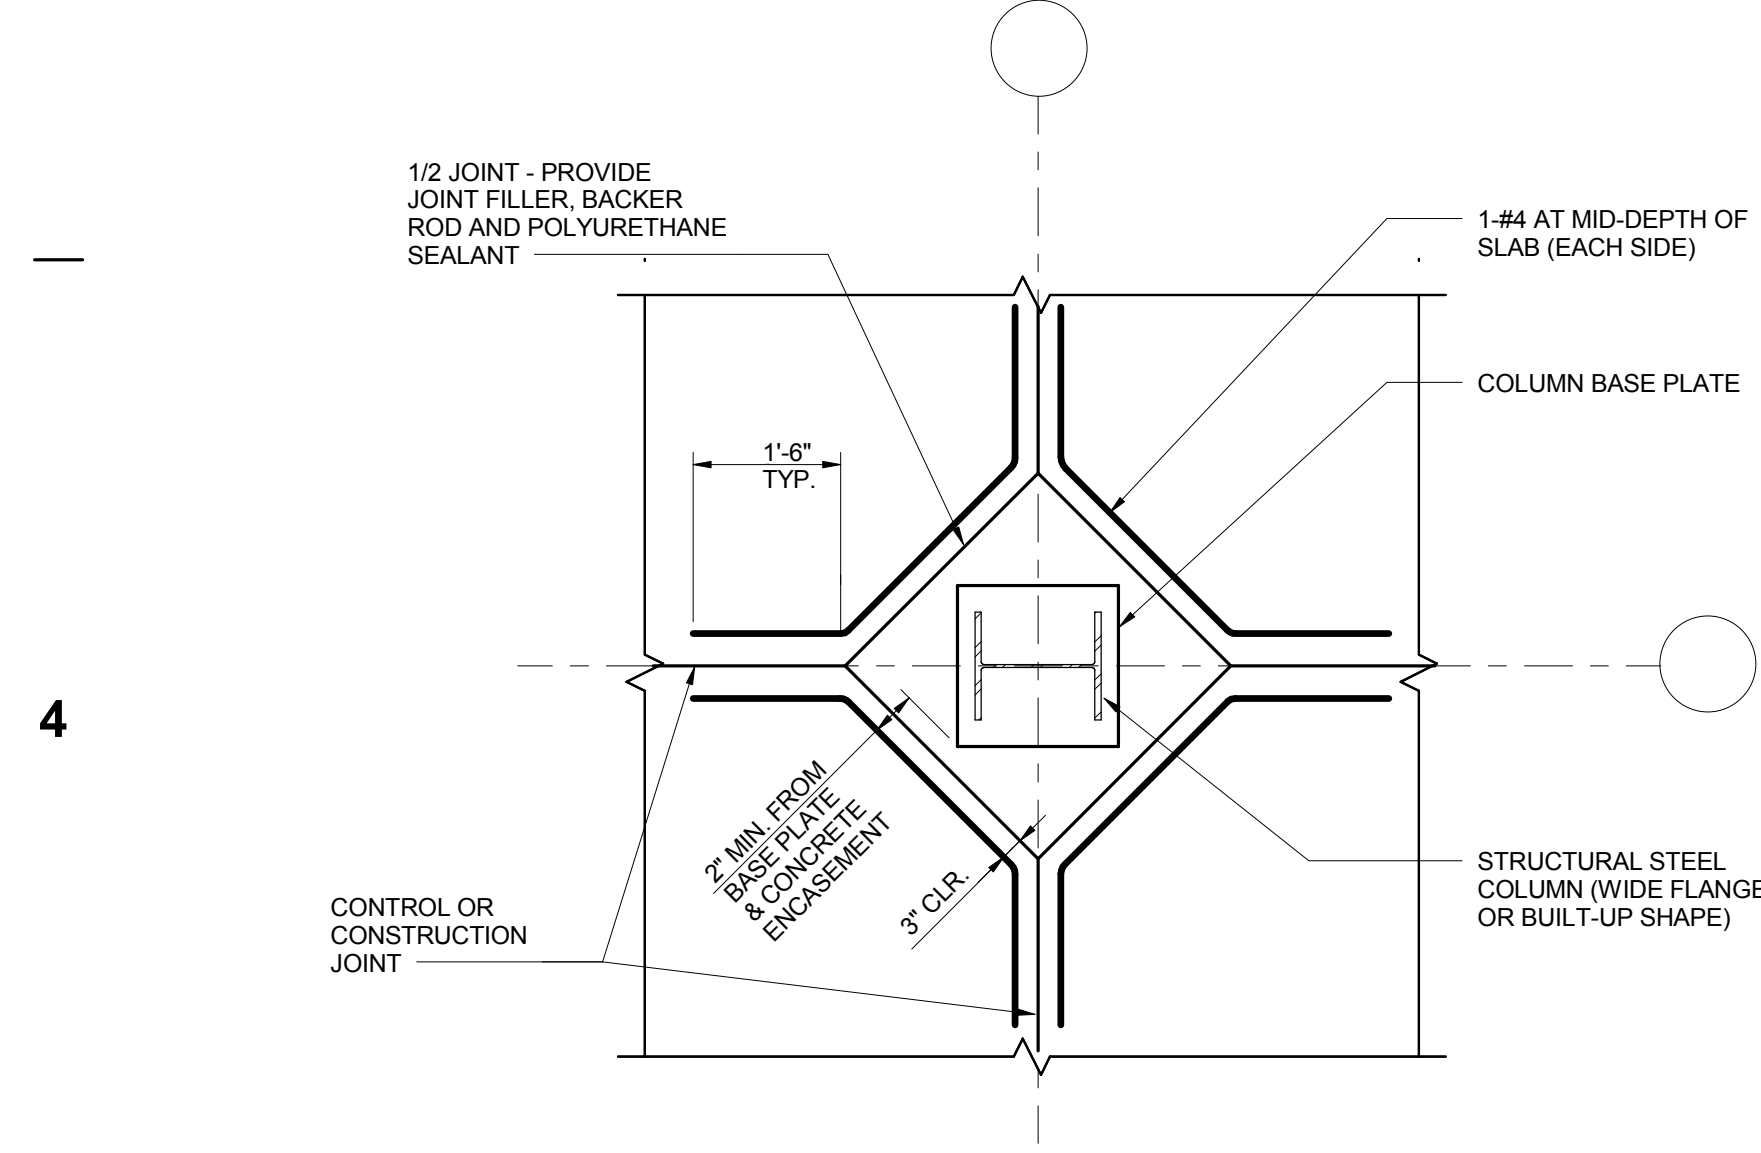 1/2 JOINT - PROVIDE
JOINT FILLER, BACKER
ROD AND POLYURETHANE
SEALANT
1-#4 AT MID-DEPTH OF
SLAB (EACH SIDE)
COLUMN BASE PLATE
1'-6"
TYP.
4
2" MIN. FROM
BASE PLATE
& CONCRETE
ENCASEMENT
3" CLR.
STRUCTURAL STEEL
COLUMN (WIDE FLANGE
OR BUILT-UP SHAPE)
CONTROL OR
CONSTRUCTION
JOINT